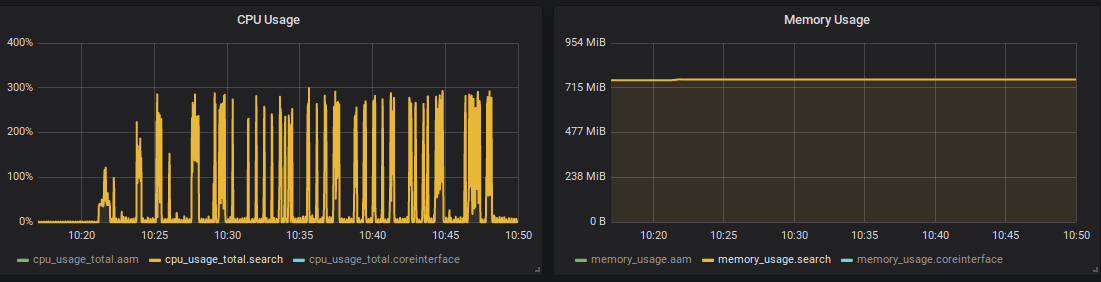 CPU Usage
400%
300%
200%
100%
0%
10:20 10:25 10:30 10:35 10:40 10:45 10:50
cpu_usage_total.aam cpu_usage_total.search cpu_usage_total.coreinterface
Memory Usage
954 MiB
715 MiB
477 MiB
238 MiB
0 B
10:20 10:25 10:30 10:35 10:40 10:45 10:50
memory_usage.aam memory_usage.search memory_usage.coreinterface